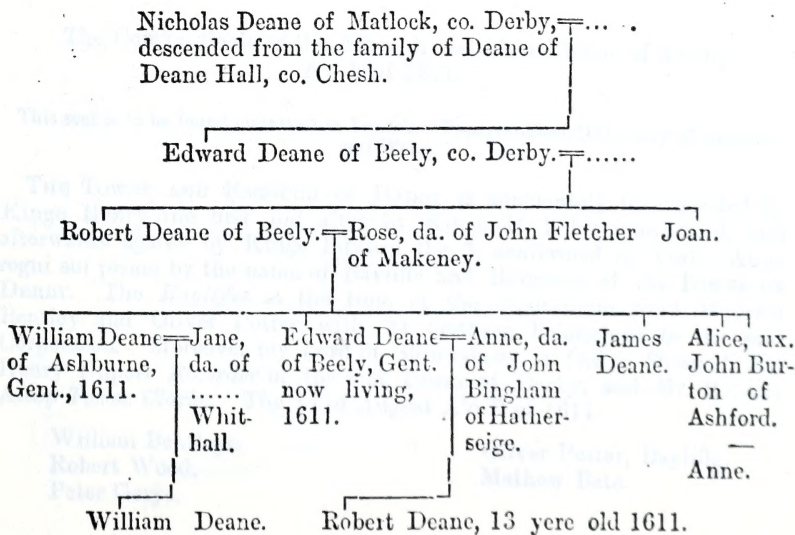 Nicholas Deane of Matlock, co. Derby,=... .
descended from the family of Deane of
Deane Hall, co. Chesh.
Edward Deane of Beely, co. Derby.=......
Robert Deane of Beely.=Rose, da. of John Fletcher
of Makeney.
Joan.
William Deane=Jane,
of Ashburne,
Gent., 1611.
da. of
......
Whit-
hall.
Edward Deane=Anne, da.
of Beely, Gent.
now living,
1611.
of John
Bingham
of Hather-
seige.
James
Deane.
Alice, ux.
John Bur-
ton of
Ashford.
—
Anne.
William Deane.
Robert Deane, 13 yere old 1611.